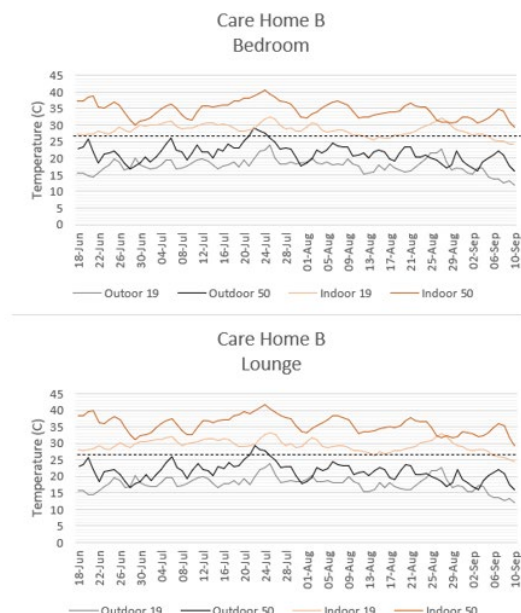 Care Home B
Bedroom
Temperature (C)
45
40
35
30
25
20
15
10
5
0
18-Jun
22-Jun
26-Jun
30-Jun
04-Jul
08-Jul
12-Jul
16-Jul
20-Jul
24-Jul
28-Jul
01-Aug
05-Aug
09-Aug
13-Aug
17-Aug
21-Aug
25-Aug
29-Aug
02-Sep
06-Sep
10-Sep
Outoor 19 Outdoor 50 Indoor 19 Indoor 50
Care Home B
Lounge
Temperature (C)
45
40
35
30
25
20
15
10
5
0
18-Jun
22-Jun
26-Jun
30-Jun
04-Jul
08-Jul
12-Jul
16-Jul
20-Jul
24-Jul
28-Jul
01-Aug
05-Aug
09-Aug
13-Aug
17-Aug
21-Aug
25-Aug
29-Aug
02-Sep
06-Sep
10-Sep
Outdoor 19 Outdoor 50 Indoor 19 Indoor 50